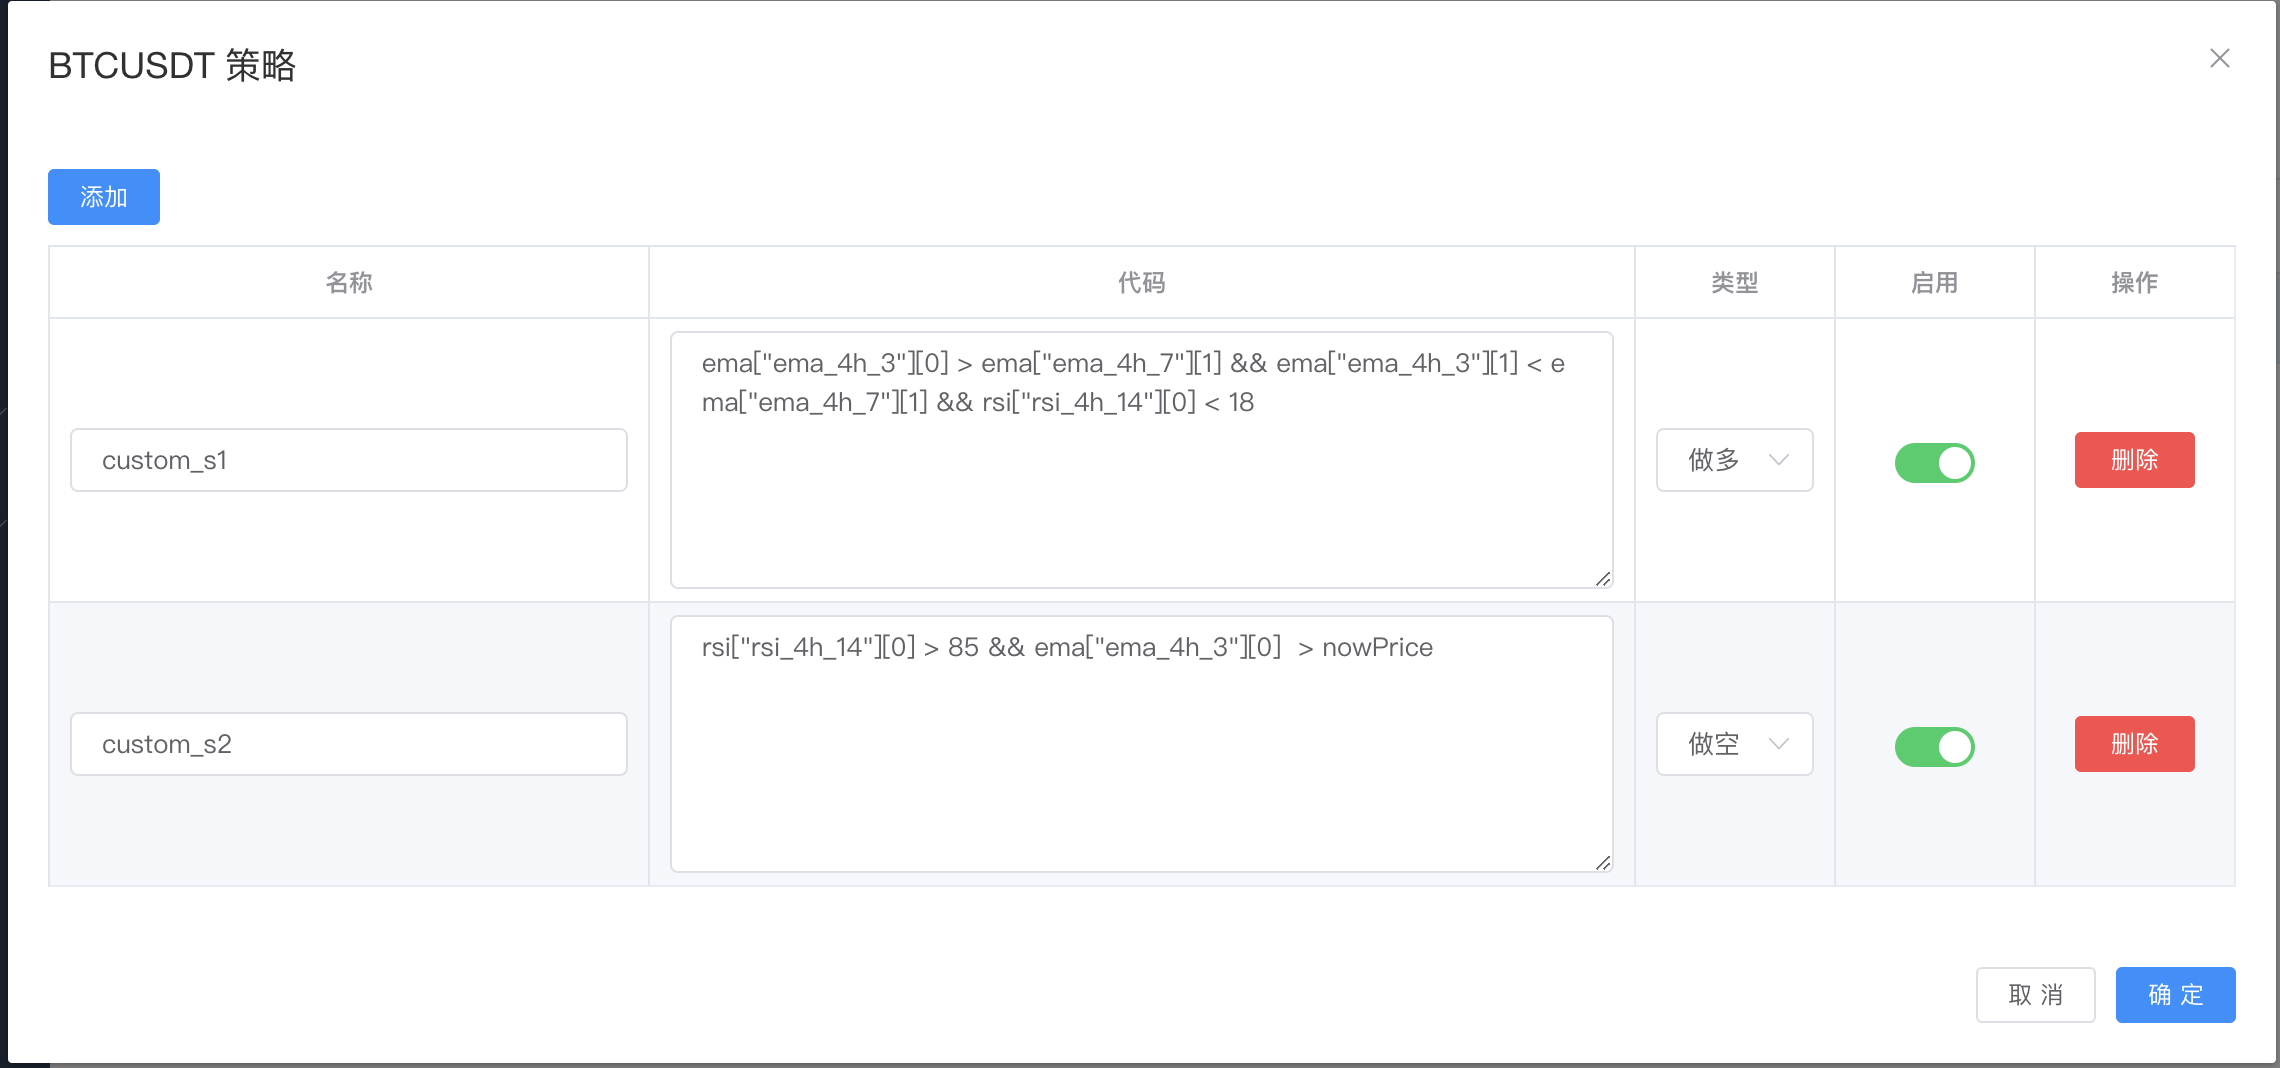 BTCUSDT 策略
添加
名称 代码 类型 启用 操作
custom_s1
ema["ema_4h_3"][0] > ema["ema_4h_7"][1] && ema["ema_4h_3"][1] < e
ma["ema_4h_7"][1] && rsi["rsi_4h_14"][0] < 18
做多
删除
custom_s2
rsi["rsi_4h_14"][0] > 85 && ema["ema_4h_3"][0]  > nowPrice
做空
删除
取 消
确 定